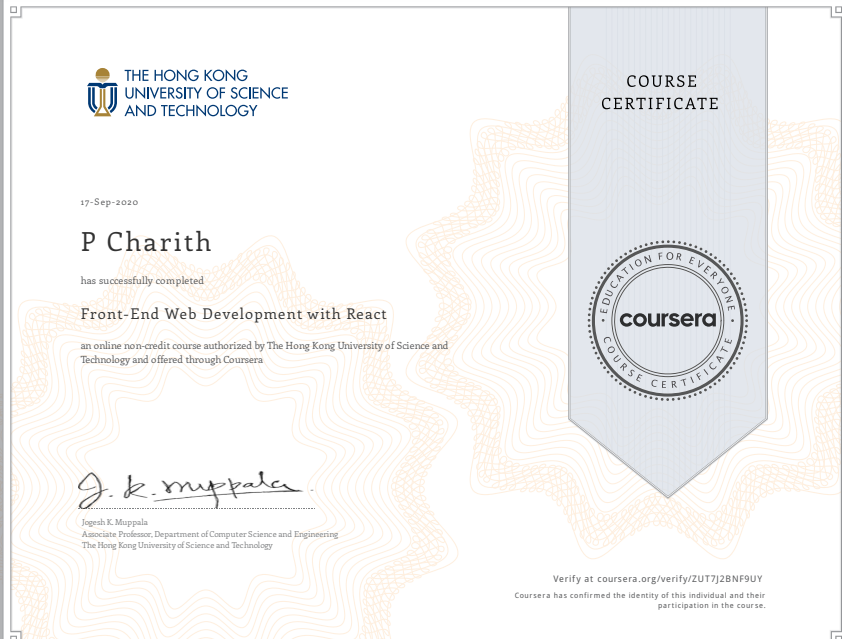 THE HONG KONG
UNIVERSITY OF SCIENCE
AND TECHNOLOGY
COURSE
CERTIFICATE
17-Sep-2020
P Charith
has successfully completed
Front-End Web Development with React
an online non-credit course authorized by The Hong Kong University of Science and
Technology and offered through Coursera
EDUCATION FOR EVERYONE
coursera
COURSE CERTIFICATE
J. K. Muppala
Jogesh K. Muppala
Associate Professor, Department of Computer Science and Engineering
The Hong Kong University of Science and Technology
Verify at coursera.org/verify/ZUT7J2BNF9UY
Coursera has confirmed the identity of this individual and their
participation in the course.